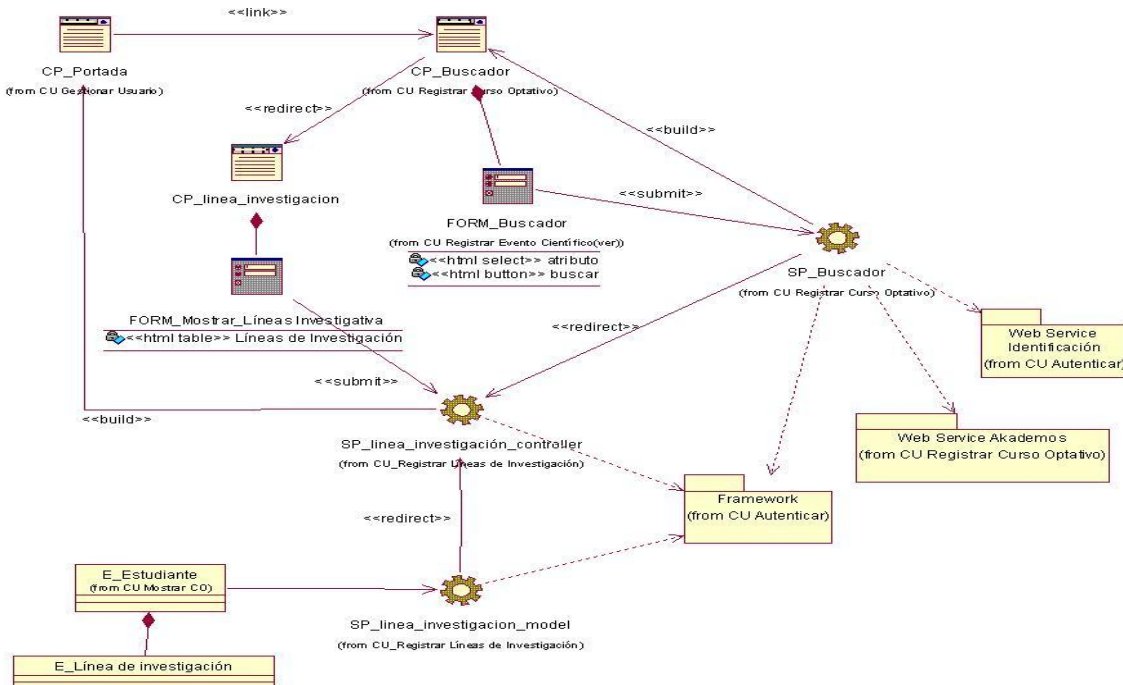 <<link>>
CP_Portada
(from CU Gestionar Usuario)
CP_Buscador
(from CU Registrar Curso Optativo)
<<redirect>>
<<build>>
CP_linea_investigacion
<<submit>>
FORM_Buscador
(from CU Registrar Evento Científico(ver))
<<html select>> atributo
<<html button>> buscar
SP_Buscador
(from CU Registrar Curso Optativo)
FORM_Mostrar_Líneas Investigativa
<<html table>> Líneas de Investigación
<<redirect>>
Web Service
Identificación
(from CU Autenticar)
<<submit>>
<<build>>
SP_linea_investigación_controller
(from CU_Registrar Líneas de Investigación)
Web Service Akademos
(from CU Registrar Curso Optativo)
Framework
(from CU Autenticar)
<<redirect>>
E_Estudiante
(from CU Mostrar CO)
SP_linea_investigacion_model
(from CU_Registrar Líneas de Investigación)
E_Línea de investigación